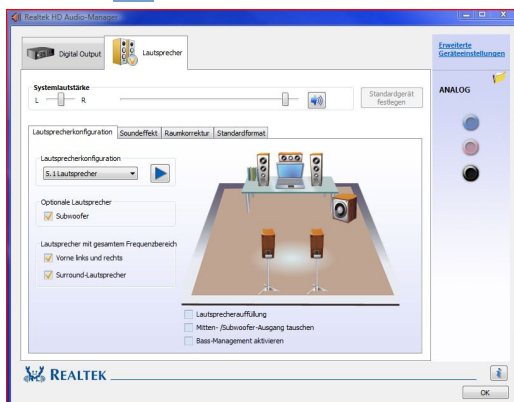 Realtek HD Audio-Manager
Digital Output
Lautsprecher
Erweiterte
Geräteeinstellungen
Systemlautstärke
L
R
Standardgerät
festlegen
ANALOG
Lautsprecherkonfiguration
Soundeffekt
Raumkorrektur
Standardformat
Lautsprecherkonfiguration
5.1 Lautsprecher
Optionale Lautsprecher
Subwoofer
Lautsprecher mit gesamtem Frequenzbereich
Vorne links und rechts
Surround-Lautsprecher
Lautsprecherauffüllung
Mitten- /Subwoofer-Ausgang tauschen
Bass-Management aktivieren
REALTEK
OK